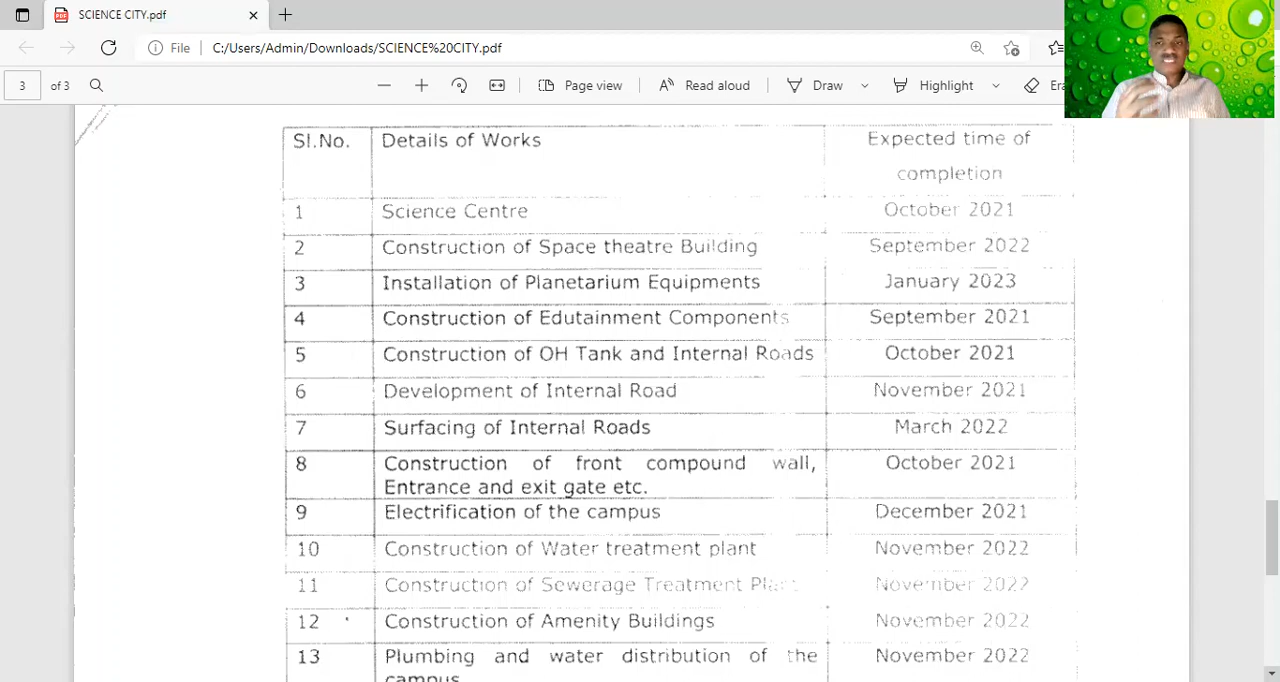 SCIENCE CITY.pdf
File C:/Users/Admin/Downloads/SCIENCE%20CITY.pdf
3 of 3 Page view Read aloud Draw Highlight
Sl.No. Details of Works Expected time of completion
1 Science Centre October 2021
2 Construction of Space theatre Building September 2022
3 Installation of Planetarium Equipments January 2023
4 Construction of Edutainment Components September 2021
5 Construction of OH Tank and Internal Roads October 2021
6 Development of Internal Road November 2021
7 Surfacing of Internal Roads March 2022
8 Construction of front compound wall, October 2021
Entrance and exit gate etc.
9 Electrification of the campus December 2021
10 Construction of Water treatment plant November 2022
11 Construction of Sewerage Treatment Plant November 2022
12 Construction of Amenity Buildings November 2022
13 Plumbing and water distribution of the November 2022
campus